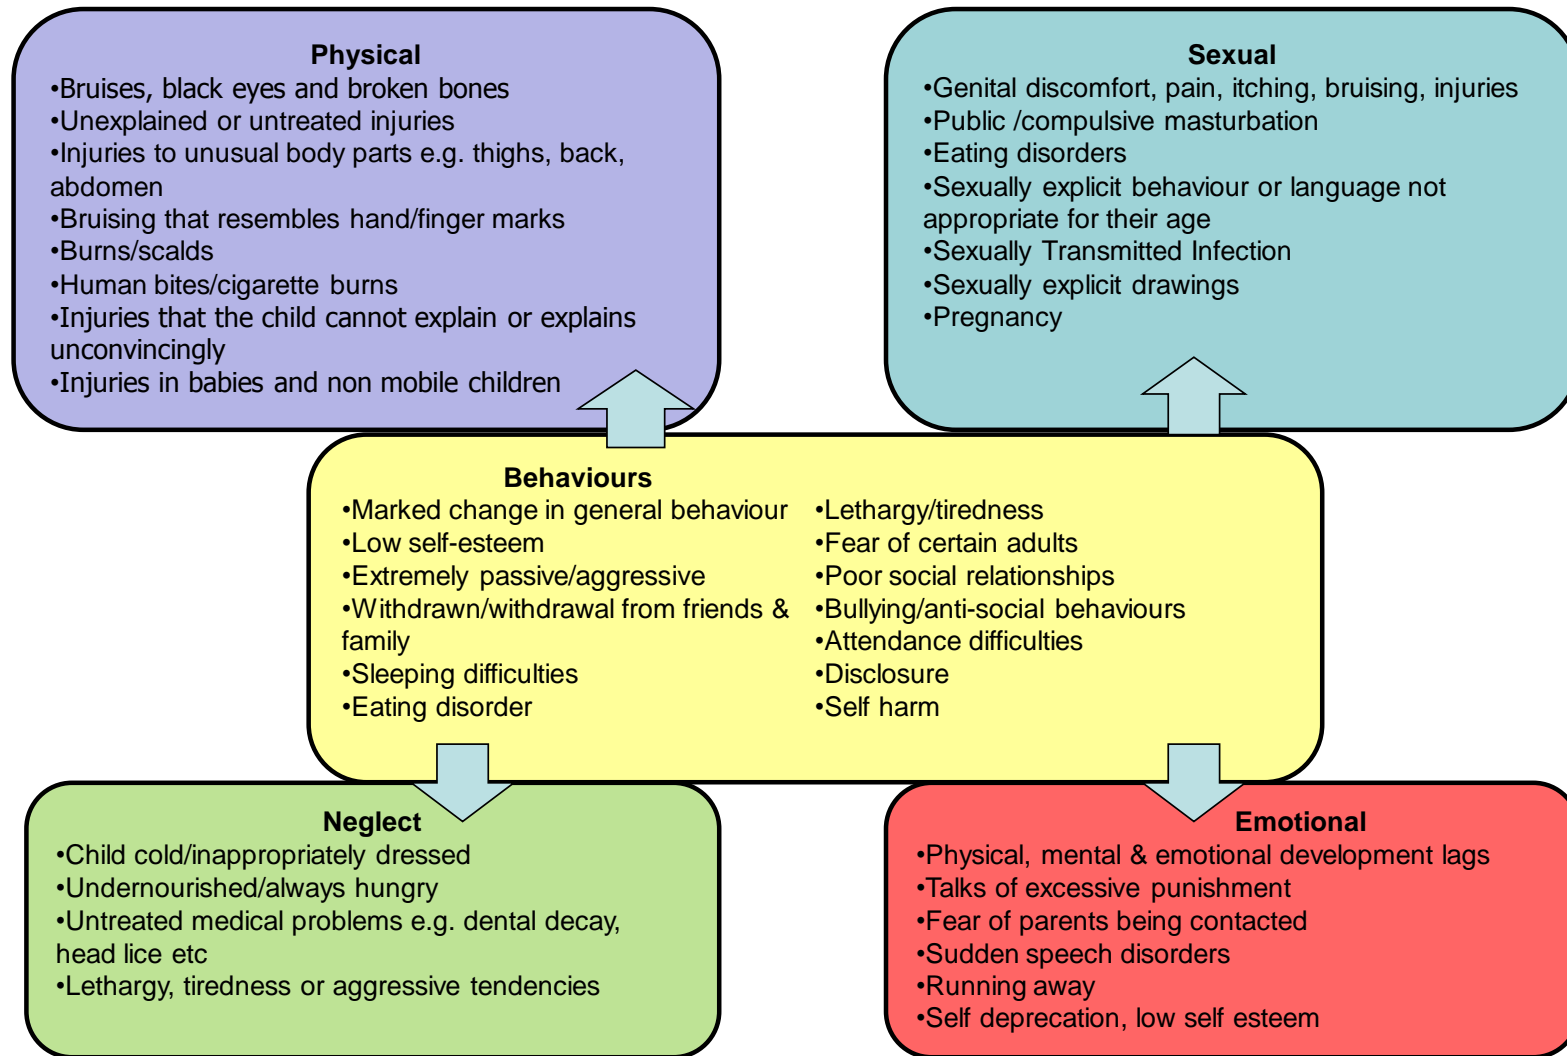 Physical
•Bruises, black eyes and broken bones
•Unexplained or untreated injuries
•Injuries to unusual body parts e.g. thighs, back,
abdomen
•Bruising that resembles hand/finger marks
•Burns/scalds
•Human bites/cigarette burns
•Injuries that the child cannot explain or explains
unconvincingly
•Injuries in babies and non mobile children
Sexual
•Genital discomfort, pain, itching, bruising, injuries
•Public /compulsive masturbation
•Eating disorders
•Sexually explicit behaviour or language not
appropriate for their age
•Sexually Transmitted Infection
•Sexually explicit drawings
•Pregnancy
Behaviours
•Marked change in general behaviour
•Low self-esteem
•Extremely passive/aggressive
•Withdrawn/withdrawal from friends &
family
•Sleeping difficulties
•Eating disorder
•Lethargy/tiredness
•Fear of certain adults
•Poor social relationships
•Bullying/anti-social behaviours
•Attendance difficulties
•Disclosure
•Self harm
Neglect
•Child cold/inappropriately dressed
•Undernourished/always hungry
•Untreated medical problems e.g. dental decay,
head lice etc
•Lethargy, tiredness or aggressive tendencies
Emotional
•Physical, mental & emotional development lags
•Talks of excessive punishment
•Fear of parents being contacted
•Sudden speech disorders
•Running away
•Self deprecation, low self esteem